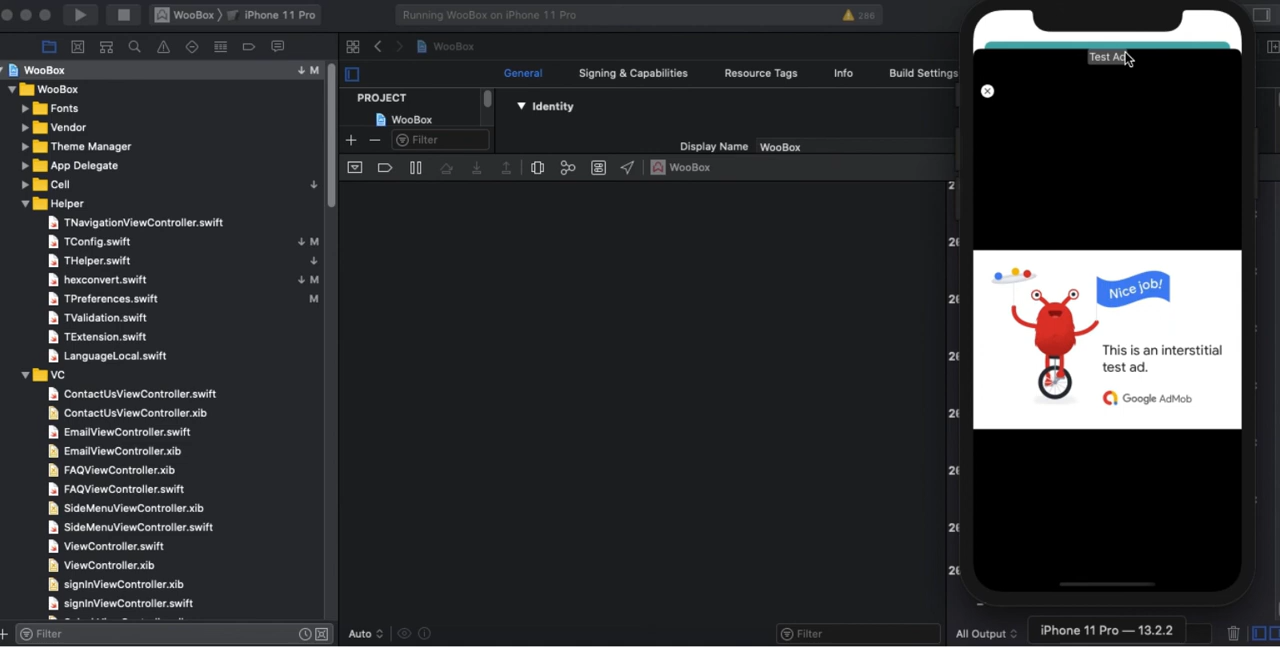 WooBox 〉 iPhone 11 Pro
Running WooBox on iPhone 11 Pro
286
WooBox
M
WooBox
Fonts
Vendor
Theme Manager
App Delegate
Cell
Helper
TNavigationViewController.swift
TConfig.swift
M
THelper.swift
hexconvert.swift
M
TPreferences.swift
M
TValidation.swift
TExtension.swift
LanguageLocal.swift
VC
ContactUsViewController.swift
ContactUsViewController.xib
EmailViewController.swift
EmailViewController.xib
FAQViewController.xib
FAQViewController.swift
SideMenuViewController.xib
SideMenuViewController.swift
ViewController.swift
ViewController.xib
signInViewController.xib
signInViewController.swift
Filter
WooBox
General
Signing & Capabilities
Resource Tags
Info
Build Settings
PROJECT
WooBox
Filter
Identity
Display Name
WooBox
WooBox
Auto
Filter
All Output
Test Ad
Nice job!
This is an interstitial
test ad.
Google AdMob
iPhone 11 Pro — 13.2.2